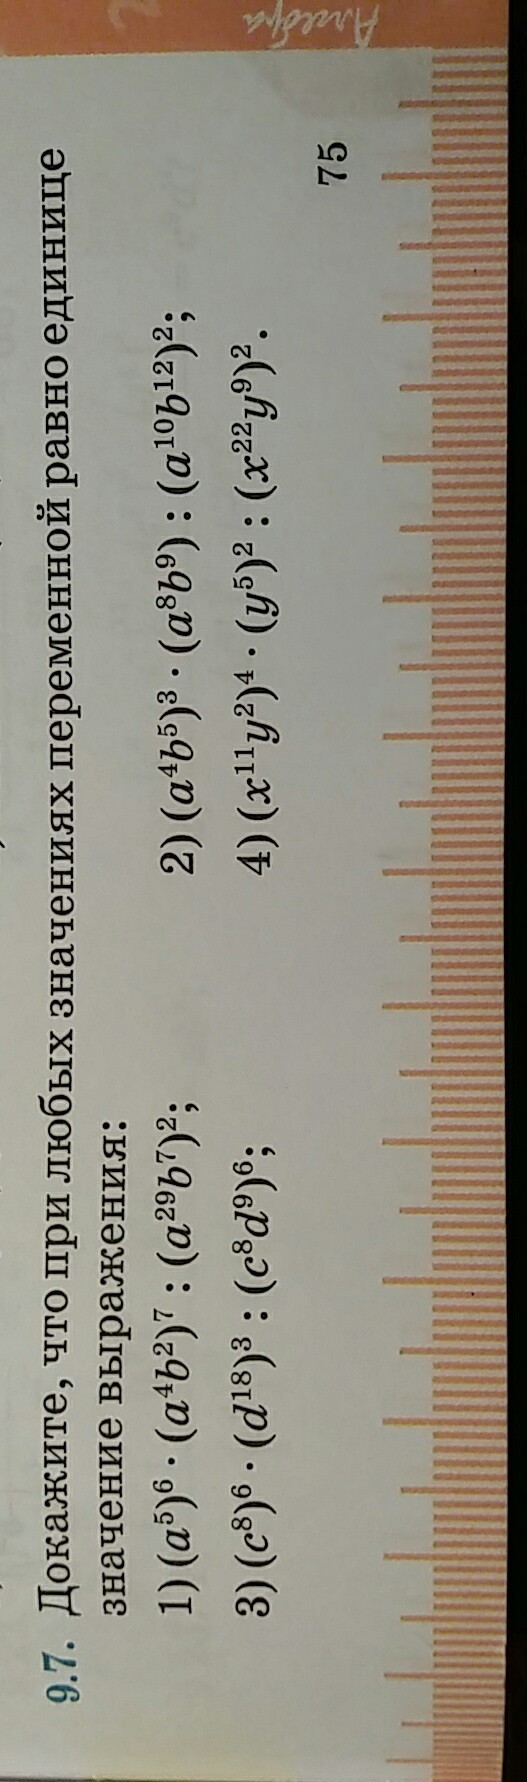 Алгебра
9.7. Докажите, что при любых значениях переменной равно единице
значение выражения:
1) (a⁵)⁶ · (a⁴b²)⁷ : (a²⁹b⁷)²; 2) (a⁴b⁵)³ · (a⁸b⁹) : (a¹⁰b¹²)²;
3) (c⁸)⁶ · (d¹⁸)³ : (c⁸d⁹)⁶; 4) (x¹¹y²)⁴ · (y⁵)² : (x²²y⁹)².
75